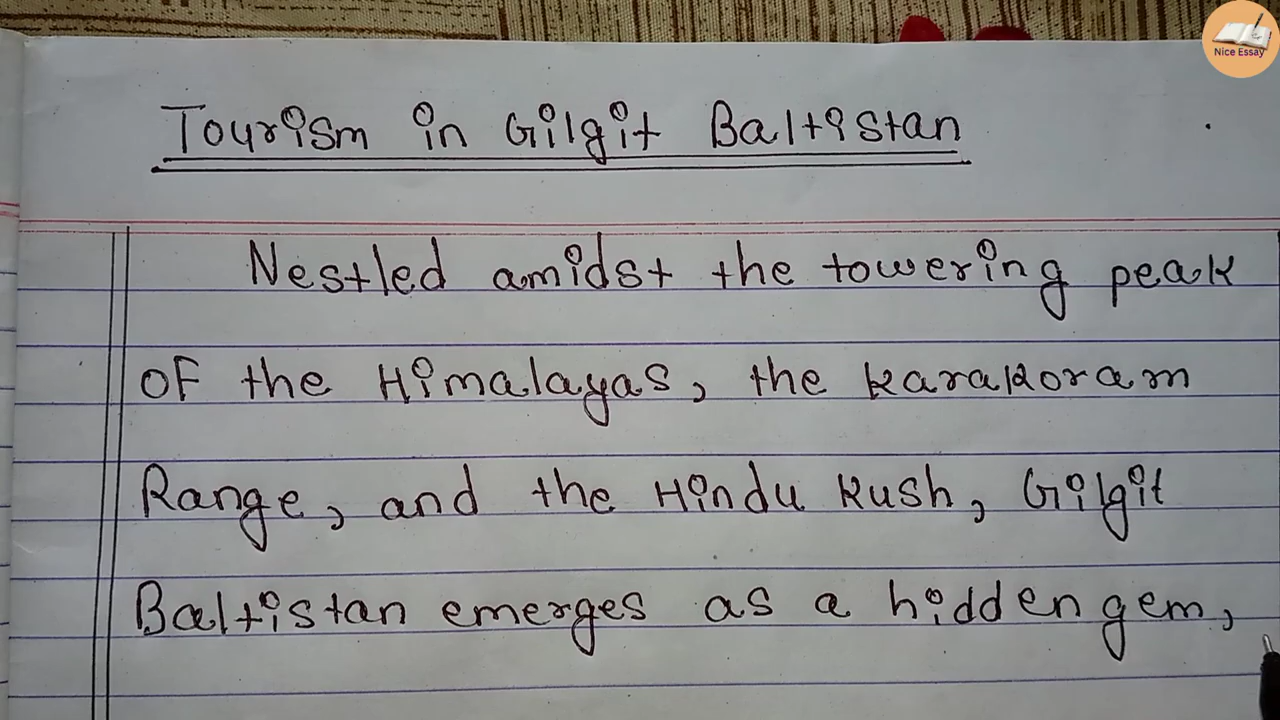 Nice Essay
Tourism in Gilgit Baltistan
Nestled amidst the towering peak
of the Himalayas, the Karakoram
Range, and the Hindu Kush, Gilgit
Baltistan emerges as a hidden gem,